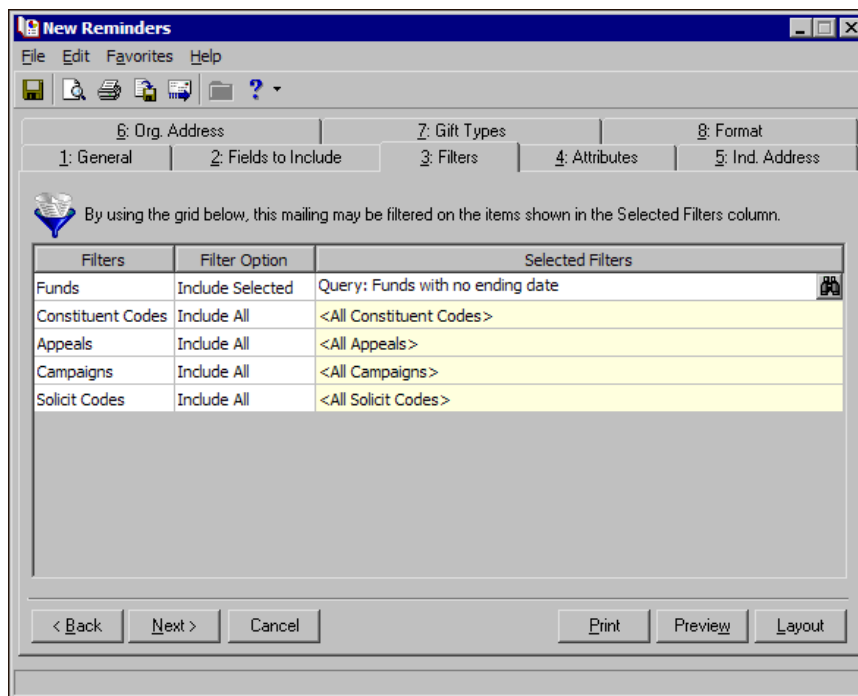 New Reminders
File Edit Favorites Help
6: Org. Address 7: Gift Types 8: Format
1: General 2: Fields to Include 3: Filters 4: Attributes 5: Ind. Address
By using the grid below, this mailing may be filtered on the items shown in the Selected Filters column.
Filters Filter Option Selected Filters
Funds Include Selected Query: Funds with no ending date
Constituent Codes Include All <All Constituent Codes>
Appeals Include All <All Appeals>
Campaigns Include All <All Campaigns>
Solicit Codes Include All <All Solicit Codes>
< Back Next > Cancel Print Preview Layout